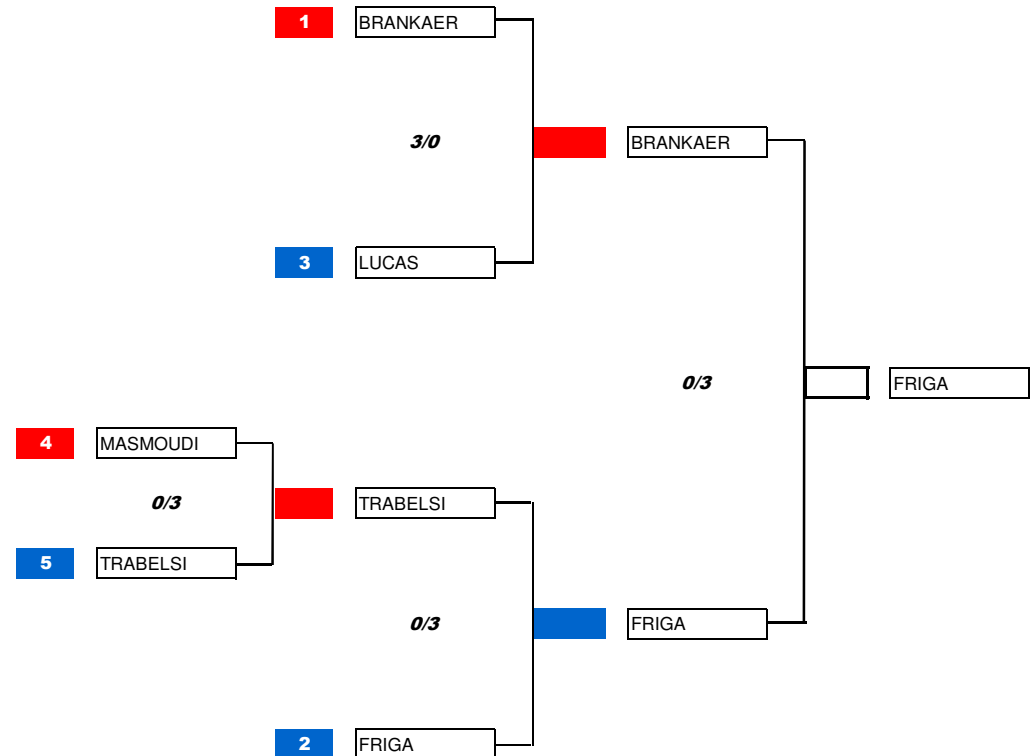 1 BRANKAER
3/0 BRANKAER
3 LUCAS
0/3 FRIGA
4 MASMOUDI
0/3 TRABELSI
5 TRABELSI
0/3 FRIGA
2 FRIGA